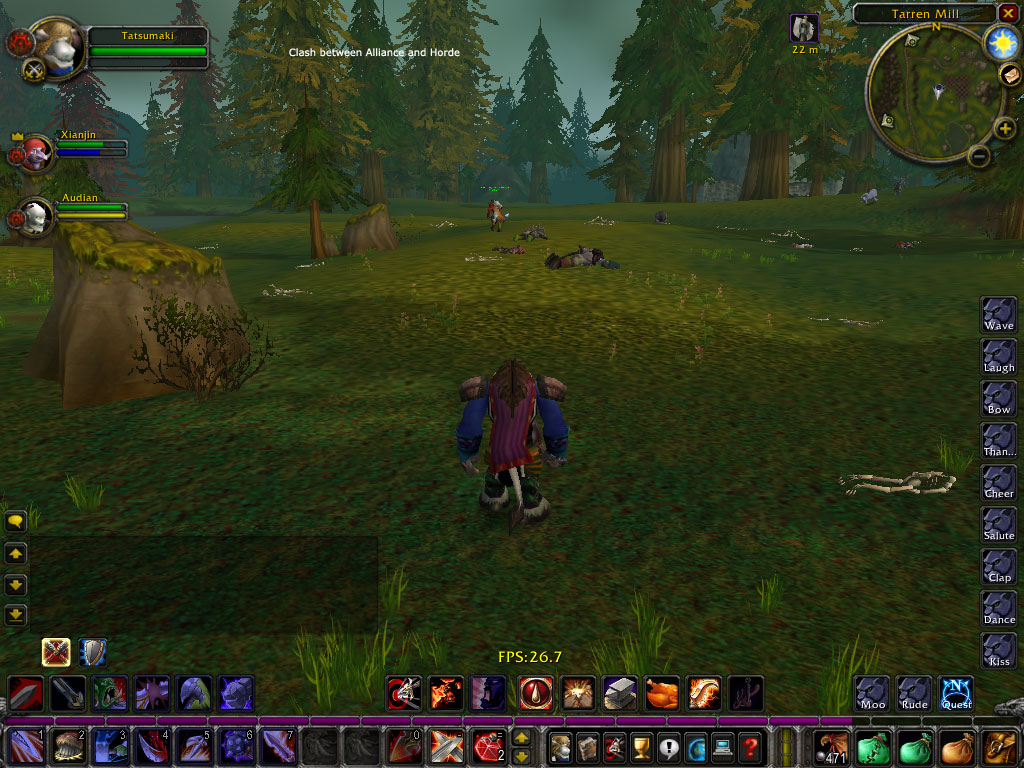 Tatsumaki
Clash between Alliance and Horde
22 m
Tarren Mill
N
Xianjin
Audian
Wave
Laugh
Bow
Than...
Cheer
Salute
Clap
Dance
Kiss
FPS:26.7
Moo
Rude
N
Quest
1
2
3
4
5
6
7
0
-
=
2
?
471